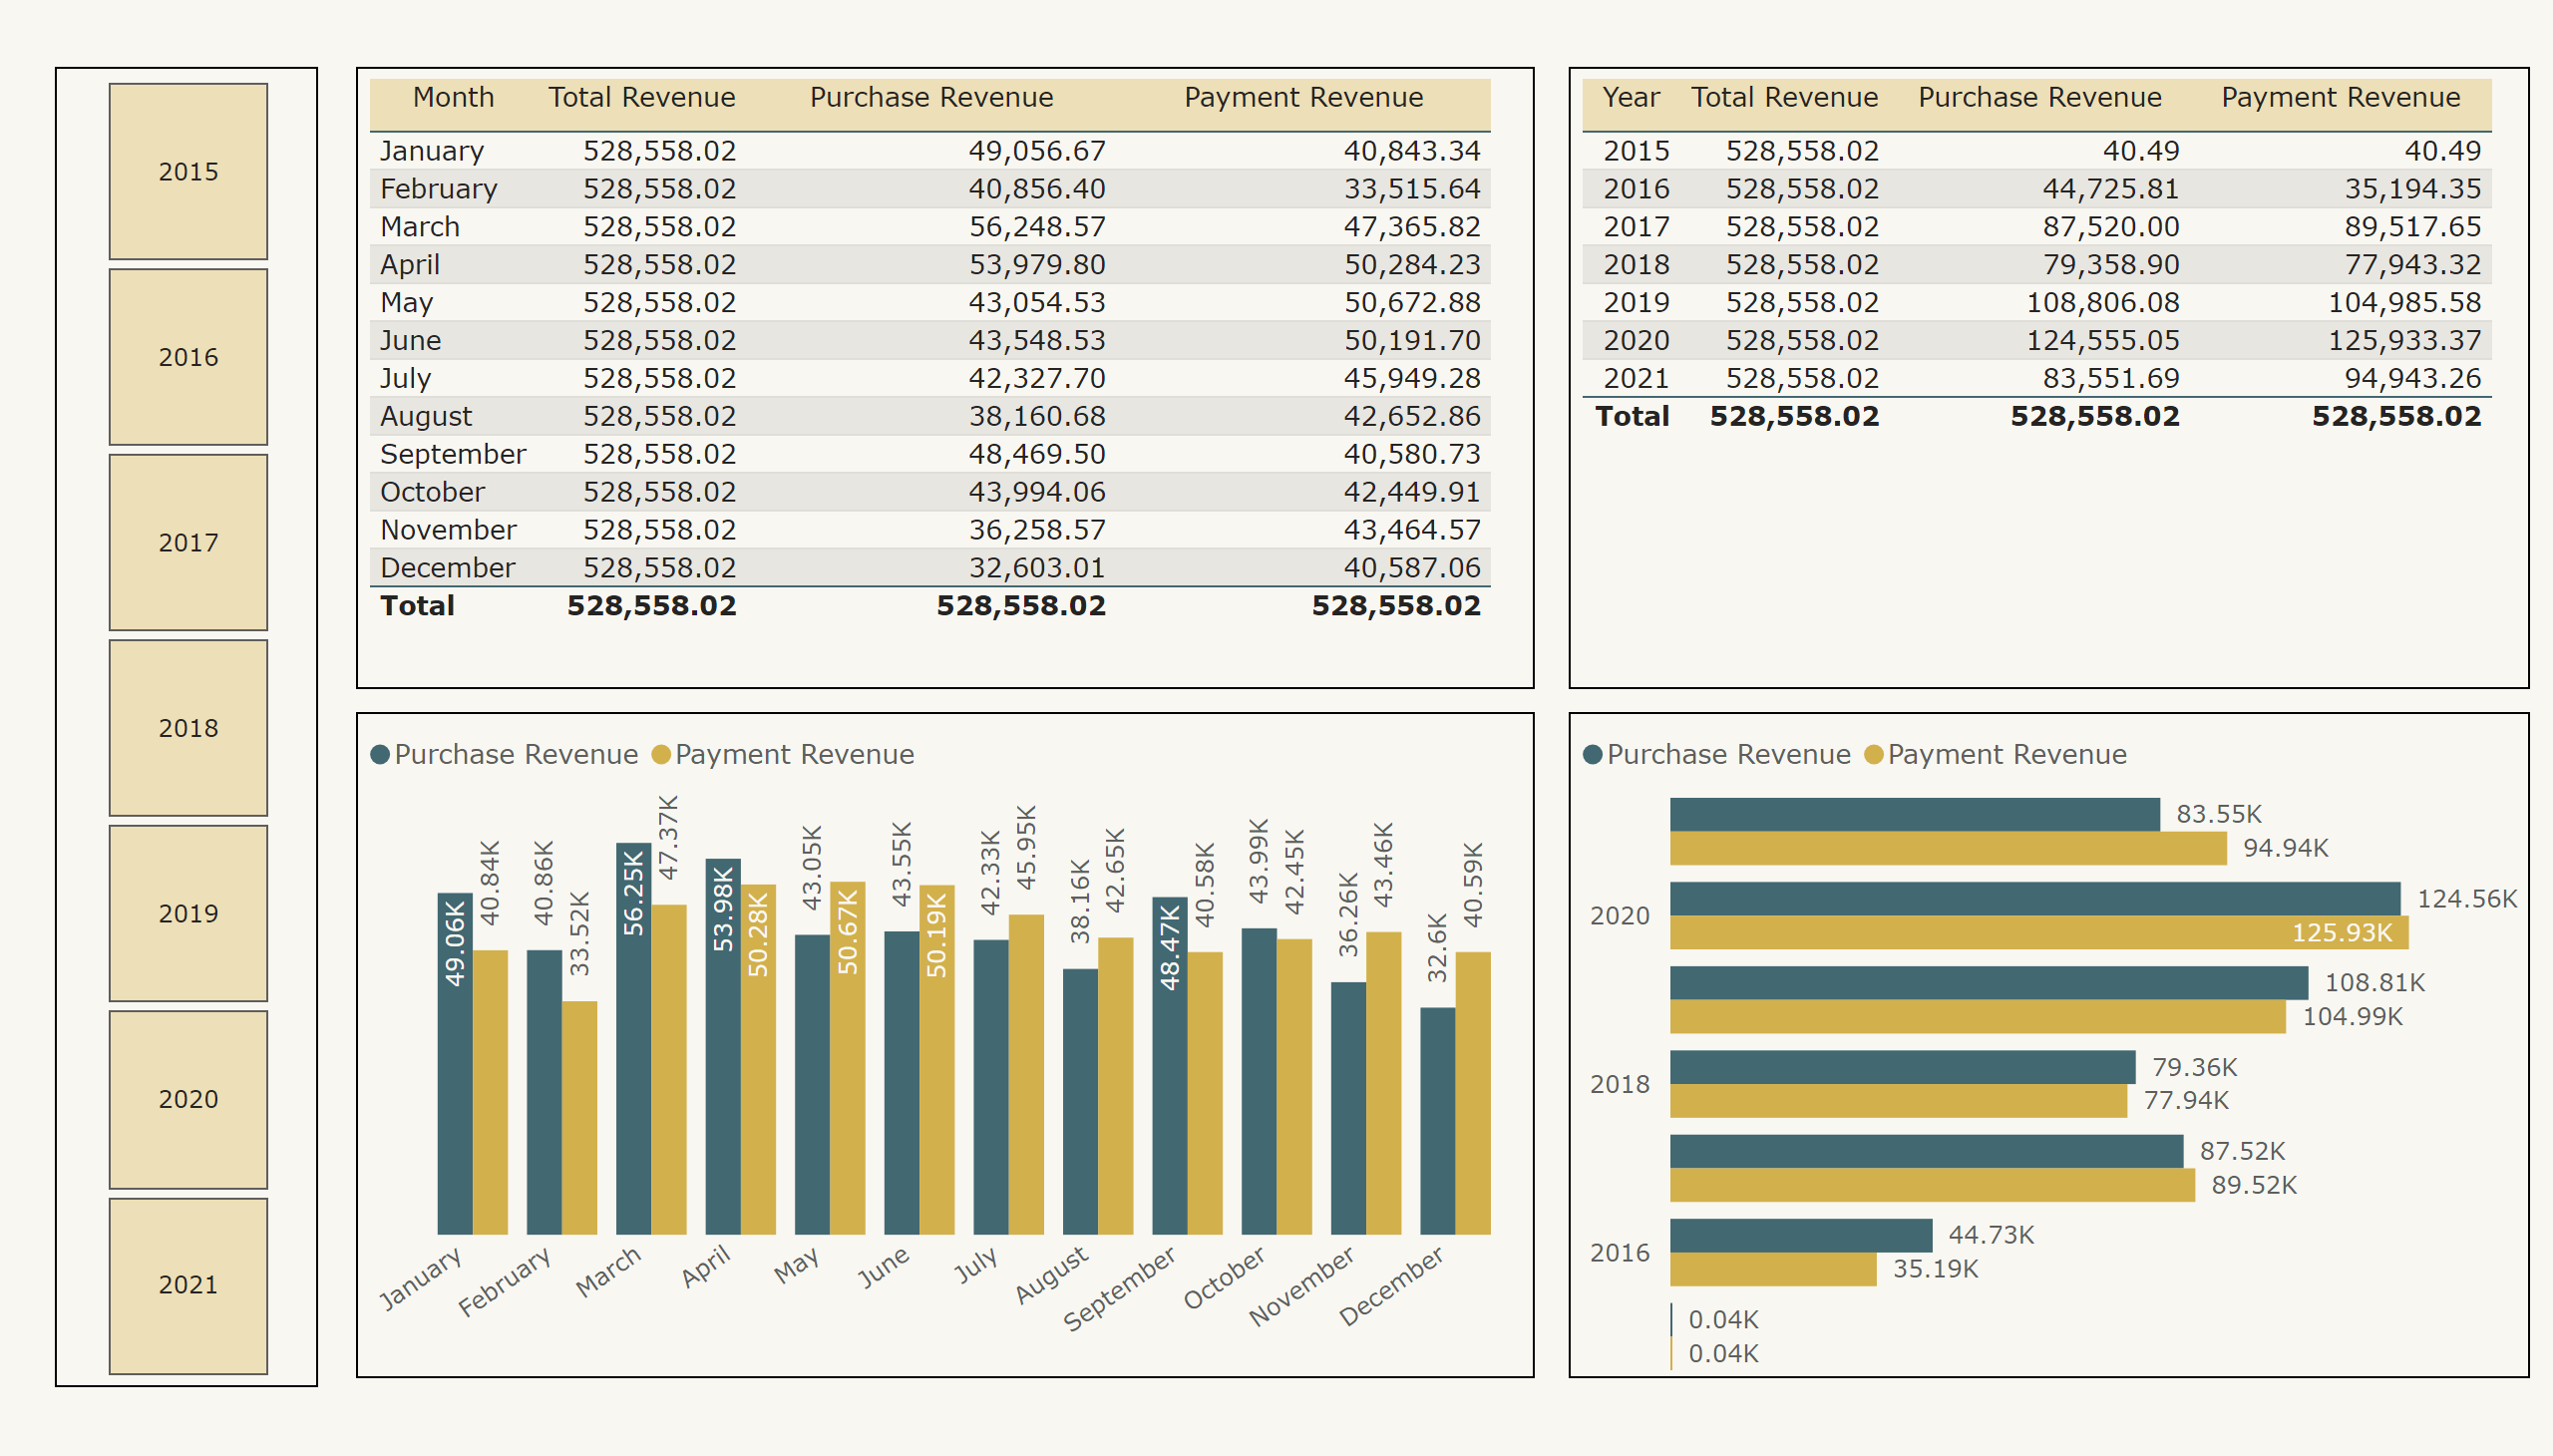 2015
2016
2017
2018
2019
2020
2021
Month Total Revenue Purchase Revenue Payment Revenue
January 528,558.02 49,056.67 40,843.34
February 528,558.02 40,856.40 33,515.64
March 528,558.02 56,248.57 47,365.82
April 528,558.02 53,979.80 50,284.23
May 528,558.02 43,054.53 50,672.88
June 528,558.02 43,548.53 50,191.70
July 528,558.02 42,327.70 45,949.28
August 528,558.02 38,160.68 42,652.86
September 528,558.02 48,469.50 40,580.73
October 528,558.02 43,994.06 42,449.91
November 528,558.02 36,258.57 43,464.57
December 528,558.02 32,603.01 40,587.06
Total 528,558.02 528,558.02 528,558.02
Year Total Revenue Purchase Revenue Payment Revenue
2015 528,558.02 40.49 40.49
2016 528,558.02 44,725.81 35,194.35
2017 528,558.02 87,520.00 89,517.65
2018 528,558.02 79,358.90 77,943.32
2019 528,558.02 108,806.08 104,985.58
2020 528,558.02 124,555.05 125,933.37
2021 528,558.02 83,551.69 94,943.26
Total 528,558.02 528,558.02 528,558.02
Purchase Revenue Payment Revenue
49.06K
40.84K
40.86K
33.52K
56.25K
47.37K
53.98K
50.28K
43.05K
50.67K
43.55K
50.19K
42.33K
45.95K
38.16K
42.65K
48.47K
40.58K
43.99K
42.45K
36.26K
43.46K
32.6K
40.59K
January
February
March
April
May
June
July
August
September
October
November
December
Purchase Revenue Payment Revenue
83.55K
94.94K
2020
124.56K
125.93K
108.81K
104.99K
2018
79.36K
77.94K
87.52K
89.52K
2016
44.73K
35.19K
0.04K
0.04K